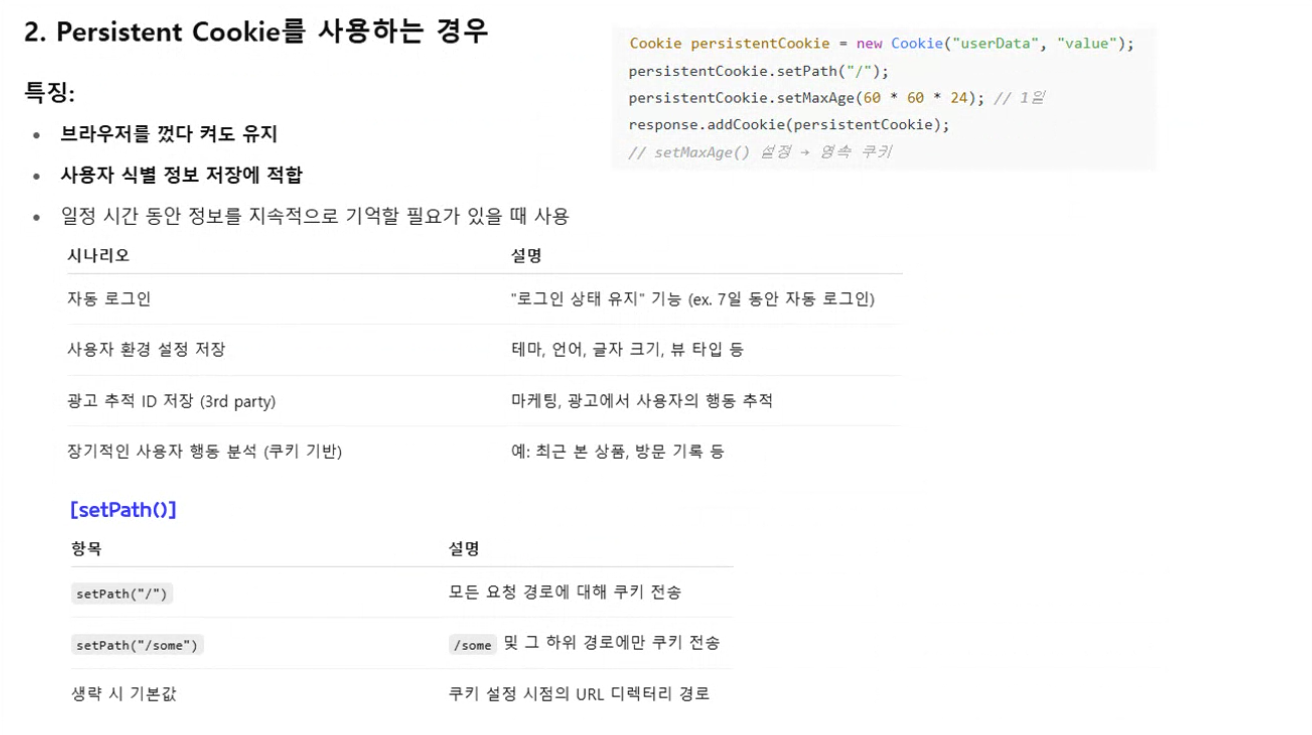 2. Persistent Cookie를 사용하는 경우
특징:
브라우저를 껐다 켜도 유지
사용자 식별 정보 저장에 적합
일정 시간 동안 정보를 지속적으로 기억할 필요가 있을 때 사용
Cookie persistentCookie = new Cookie("userData", "value");
persistentCookie.setPath("/");
persistentCookie.setMaxAge(60 * 60 * 24); // 1일
response.addCookie(persistentCookie);
// setMaxAge() 설정 → 영속 쿠키
시나리오 설명
자동 로그인 "로그인 상태 유지" 기능 (ex. 7일 동안 자동 로그인)
사용자 환경 설정 저장 테마, 언어, 글자 크기, 뷰 타입 등
광고 추적 ID 저장 (3rd party) 마케팅, 광고에서 사용자의 행동 추적
장기적인 사용자 행동 분석 (쿠키 기반) 예: 최근 본 상품, 방문 기록 등
[setPath()]
항목 설명
setPath("/") 모든 요청 경로에 대해 쿠키 전송
setPath("/some") /some 및 그 하위 경로에만 쿠키 전송
생략 시 기본값 쿠키 설정 시점의 URL 디렉터리 경로